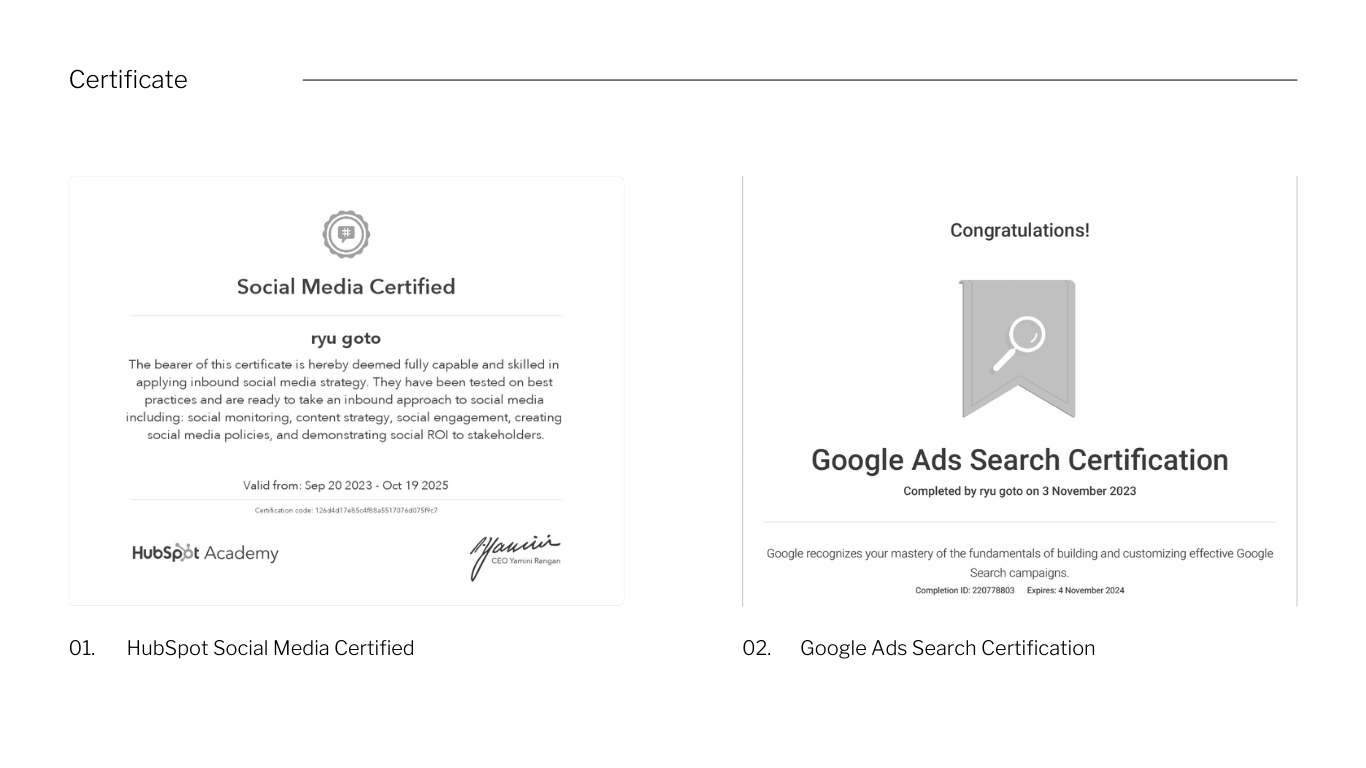 Certificate
Social Media Certified
ryu goto
The bearer of this certificate is hereby deemed fully capable and skilled in
applying inbound social media strategy. They have been tested on best
practices and are ready to take an inbound approach to social media
including: social monitoring, content strategy, social engagement, creating
social media policies, and demonstrating social ROI to stakeholders.
Valid from: Sep 20 2023 - Oct 19 2025
Certification code: 126d4d17e85c4f88a5517076d075f9c7
HubSpot Academy
CEO Yamini Rangan
01. HubSpot Social Media Certified
Congratulations!
Google Ads Search Certification
Completed by ryu goto on 3 November 2023
Google recognizes your mastery of the fundamentals of building and customizing effective Google
Search campaigns.
Completion ID: 220778803 Expires: 4 November 2024
02. Google Ads Search Certification